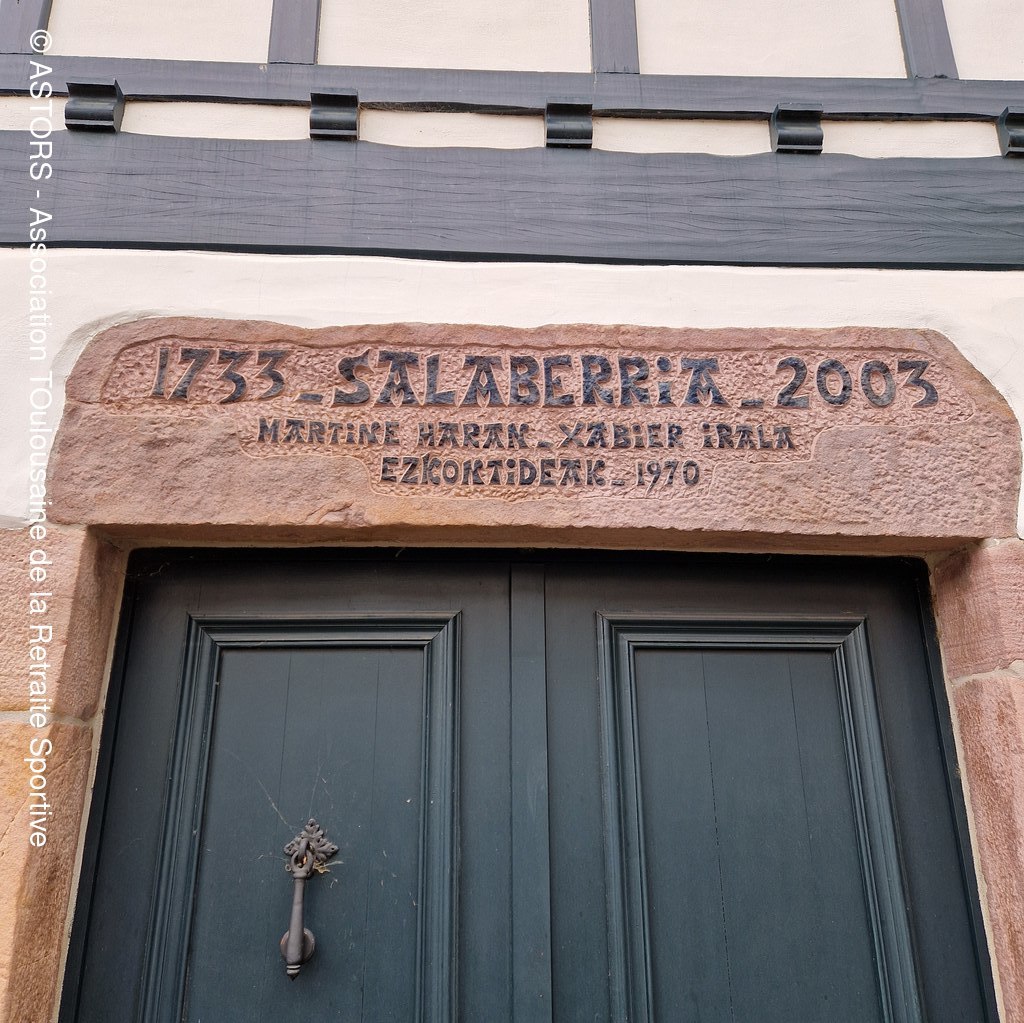 1733_SALABERRiA_2003
MARTiNE HARAN_XABiER iRALA
EZKONTiDEAK_1970
© ASTORS - Association TOulousaine de la Retraite Sportive